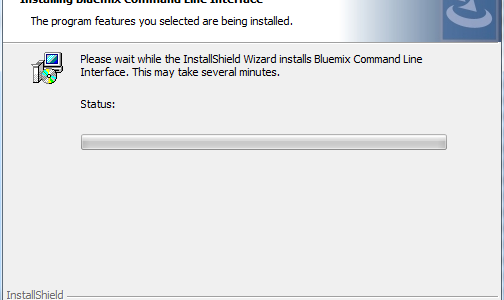 Installing Bluemix Command Line Interface
The program features you selected are being installed.
Please wait while the InstallShield Wizard installs Bluemix Command Line
Interface. This may take several minutes.
Status:
InstallShield